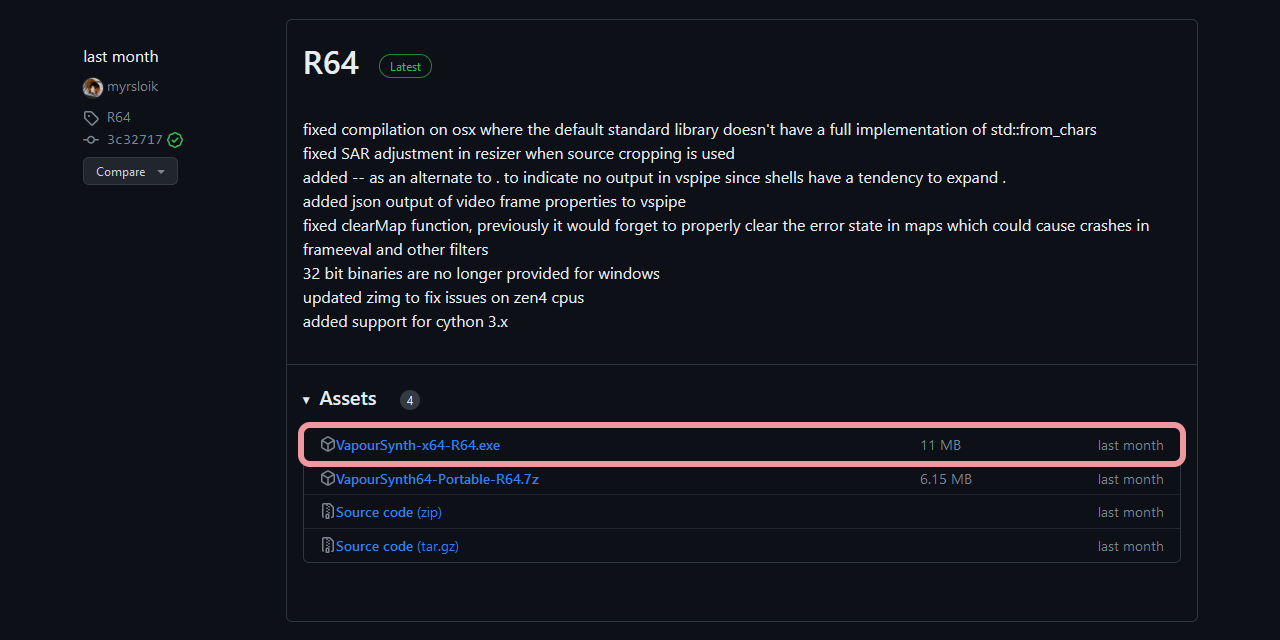 last month
myrsloik
R64
3c32717
Compare
R64
Latest
fixed compilation on osx where the default standard library doesn't have a full implementation of std::from_chars
fixed SAR adjustment in resizer when source cropping is used
added -- as an alternate to . to indicate no output in vspipe since shells have a tendency to expand .
added json output of video frame properties to vspipe
fixed clearMap function, previously it would forget to properly clear the error state in maps which could cause crashes in
frameeval and other filters
32 bit binaries are no longer provided for windows
updated zimg to fix issues on zen4 cpus
added support for cython 3.x
Assets 4
VapourSynth-x64-R64.exe 11 MB last month
VapourSynth64-Portable-R64.7z 6.15 MB last month
Source code (zip) last month
Source code (tar.gz) last month